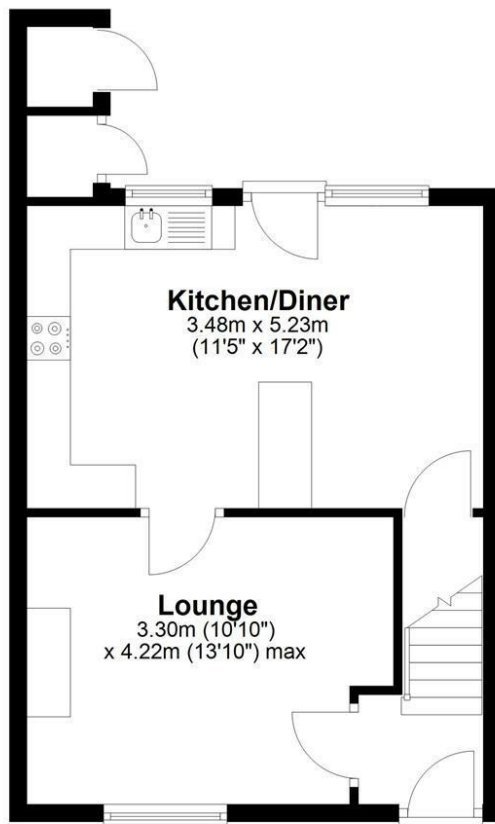 Kitchen/Diner
3.48m x 5.23m
(11'5" x 17'2")
Lounge
3.30m (10'10")
x 4.22m (13'10") max